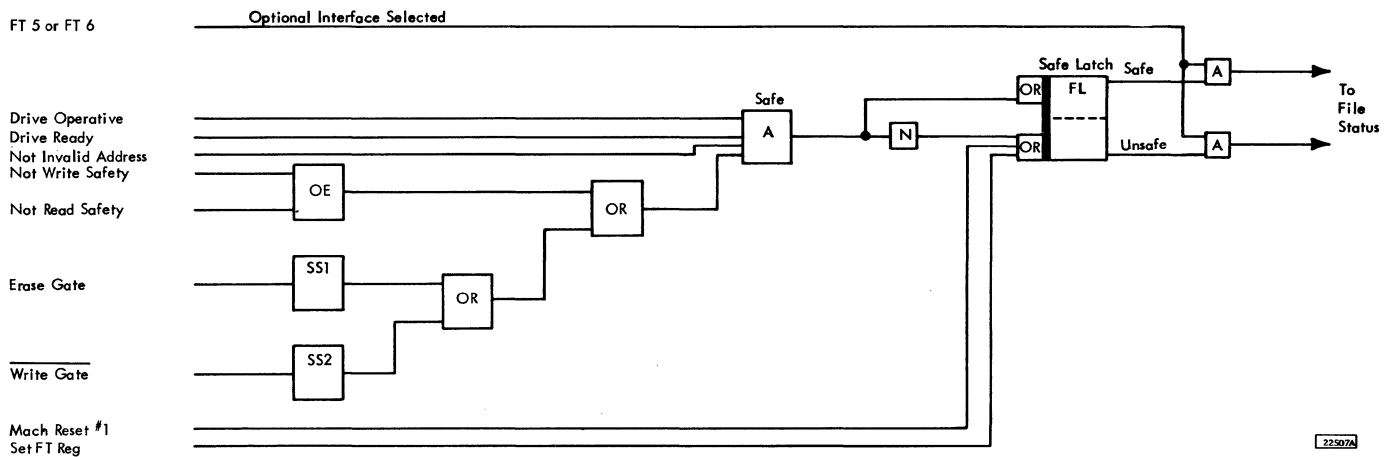 FT 5 or FT 6
Optional Interface Selected
Safe Latch
Safe
A
OR
FL
To
File
Status
Safe
Drive Operative
Drive Ready
Not Invalid Address
Not Write Safety
Not Read Safety
A
N
OR
Unsafe
A
OE
OR
Erase Gate
SS1
OR
Write Gate
SS2
Mach Reset #1
Set FT Reg
22507A